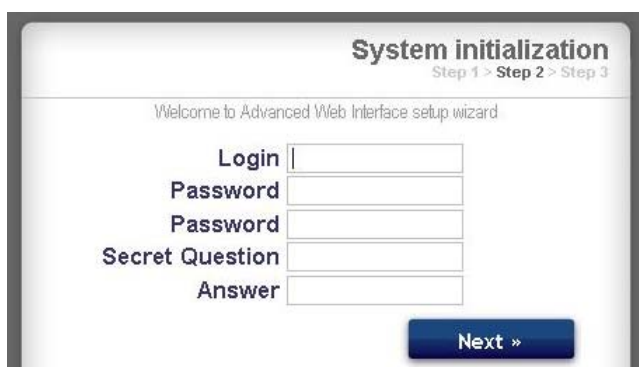 System initialization
Step 1 > Step 2 > Step 3
Welcome to Advanced Web Interface setup wizard
Login
Password
Password
Secret Question
Answer
Next »